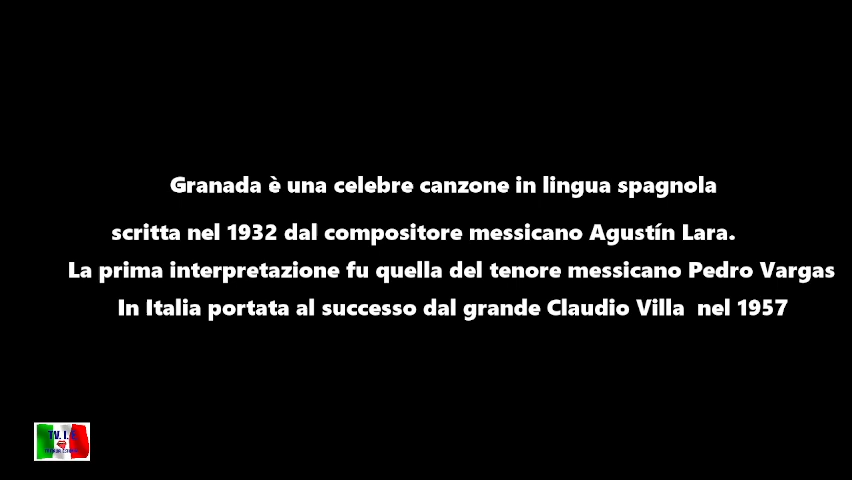 Granada è una celebre canzone in lingua spagnola
scritta nel 1932 dal compositore messicano Agustín Lara.
La prima interpretazione fu quella del tenore messicano Pedro Vargas
In Italia portata al successo dal grande Claudio Villa  nel 1957
TV. I.